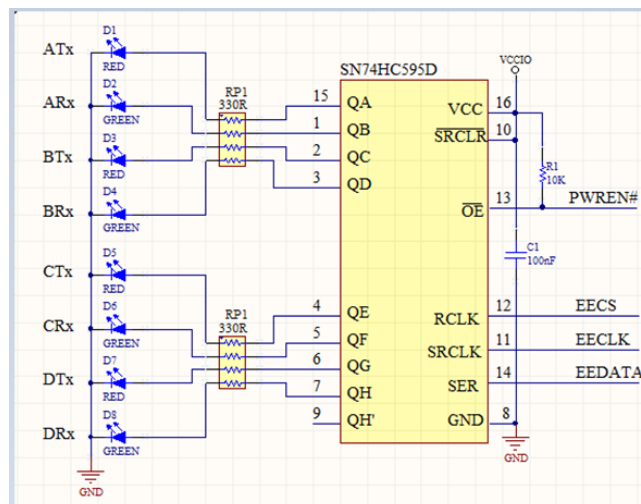 D1
ATx
RED
D2
ARx
GREEN
D3
BTx
RED
D4
BRx
GREEN
D5
CTx
RED
D6
CRx
GREEN
D7
DTx
RED
D8
DRx
GREEN
GND
RP1
330R
RP1
330R
SN74HC595D
15 QA
1 QB
2 QC
3 QD
4 QE
5 QF
6 QG
7 QH
9 QH'
VCC 16
SRCLR 10
OE 13 PWREN#
RCLK 12 EECS
SRCLK 11 EECLK
SER 14 EEDATA
GND 8
VCCIO
R1
10K
C1
100nF
GND